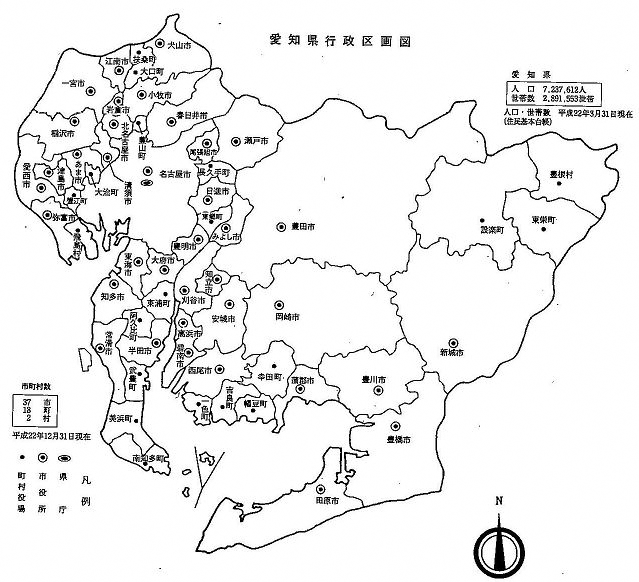 愛知県行政区画図
愛知県
人口 7,237,612人
世帯数 2,891,553世帯
人口・世帯数 平成22年3月31日現在
(住民基本台帳)
犬山市
扶桑町
江南市
大口町
一宮市
小牧市
岩倉市
春日井市
稲沢市
北名古屋市
豊山町
瀬戸市
尾張旭市
愛西市
津島市
あま市
大治町
清須市
名古屋市
長久手町
日進市
蟹江町
東郷町
みよし市
弥富市
飛島村
豊田市
豊明市
豊根村
東栄町
設楽町
東海市
大府市
知立市
知多市
東浦町
刈谷市
安城市
岡崎市
阿久比町
高浜市
常滑市
半田市
碧南市
新城市
武豊町
西尾市
幸田町
蒲郡市
豊川市
一色町
吉良町
幡豆町
美浜町
豊橋市
南知多町
田原市
市町村数
37 市
18 町
2 村
平成22年12月31日現在
凡例
県庁
市役所
町村役場
N